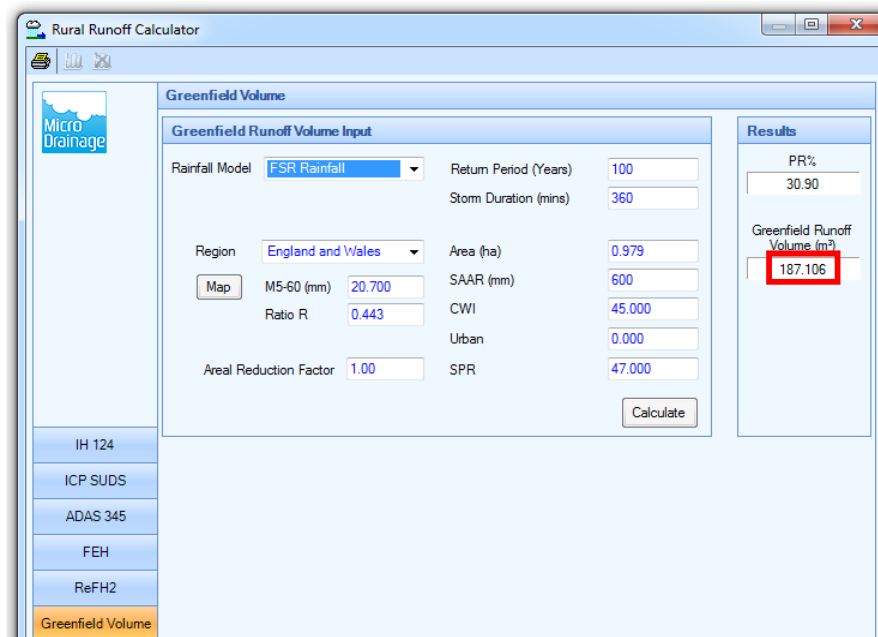 Rural Runoff Calculator
Micro
Drainage
Greenfield Volume
Greenfield Runoff Volume Input
Rainfall Model FSR Rainfall
Return Period (Years) 100
Storm Duration (mins) 360
Region England and Wales
Map
M5-60 (mm) 20.700
Ratio R 0.443
Areal Reduction Factor 1.00
Area (ha) 0.979
SAAR (mm) 600
CWI 45.000
Urban 0.000
SPR 47.000
Calculate
Results
PR%
30.90
Greenfield Runoff
Volume (m³)
187.106
IH 124
ICP SUDS
ADAS 345
FEH
ReFH2
Greenfield Volume